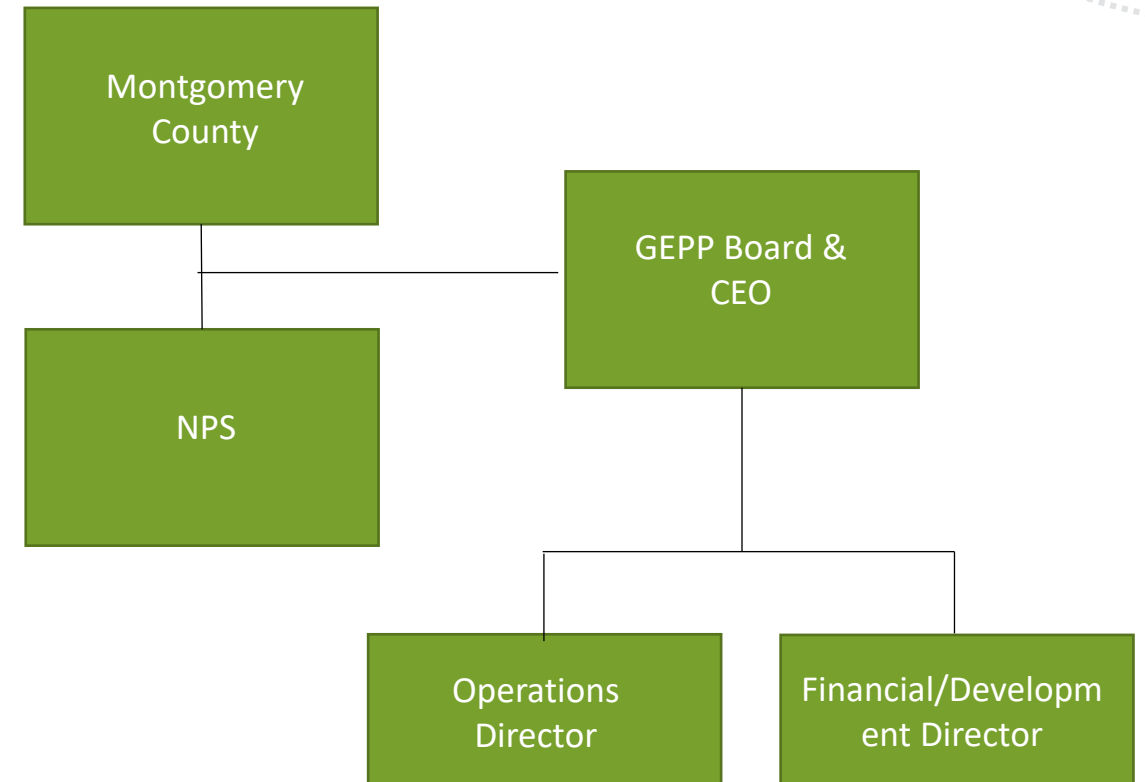 Montgomery
County
GEPP Board &
CEO
NPS
Operations
Director
Financial/Developm
ent Director